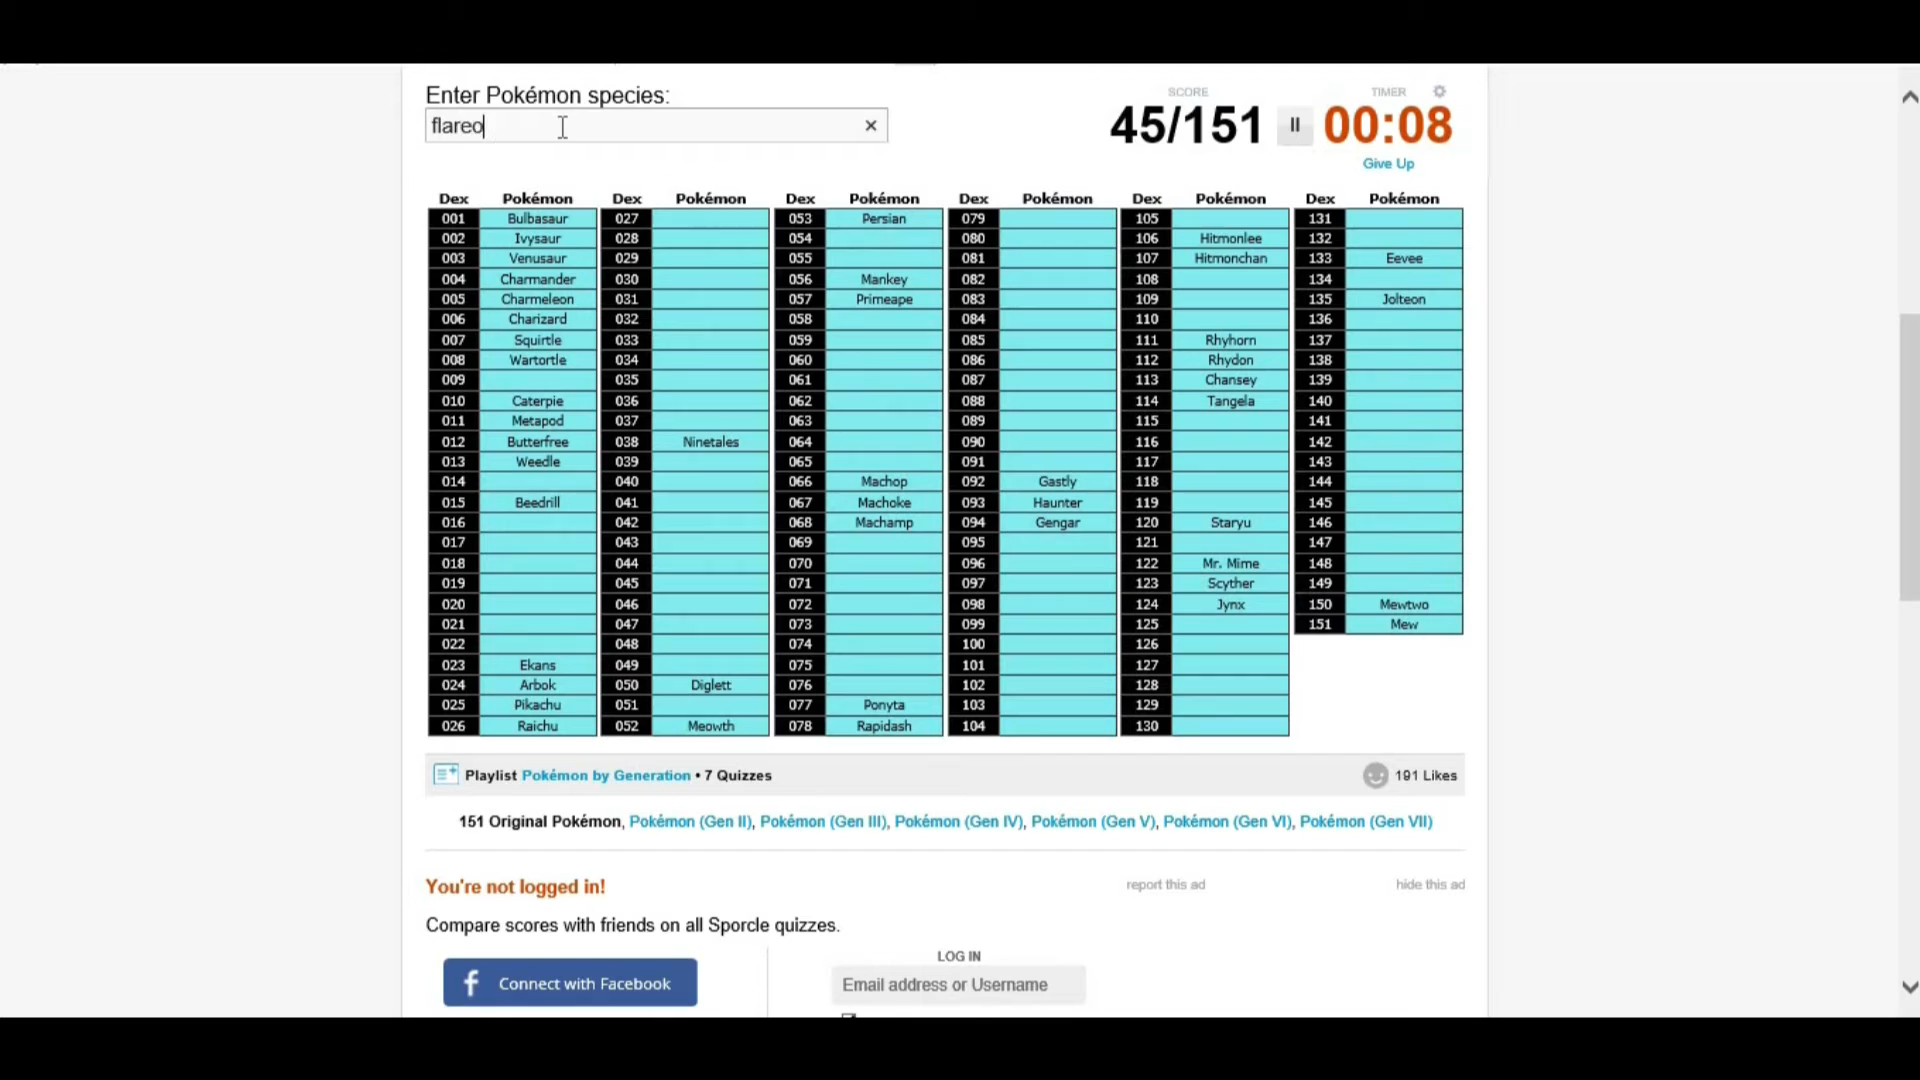 Enter Pokémon species:
flareo
SCORE
45/151
TIMER
00:08
Give Up
Dex Pokémon Dex Pokémon Dex Pokémon Dex Pokémon Dex Pokémon Dex Pokémon
001 Bulbasaur 027 053 Persian 079 105 131
002 Ivysaur 028 054 080 106 Hitmonlee 132
003 Venusaur 029 055 081 107 Hitmonchan 133 Eevee
004 Charmander 030 056 Mankey 082 108 134
005 Charmeleon 031 057 Primeape 083 109 135 Jolteon
006 Charizard 032 058 084 110 136
007 Squirtle 033 059 085 111 Rhyhorn 137
008 Wartortle 034 060 086 112 Rhydon 138
009 035 061 087 113 Chansey 139
010 Caterpie 036 062 088 114 Tangela 140
011 Metapod 037 063 089 115 141
012 Butterfree 038 Ninetales 064 090 116 142
013 Weedle 039 065 091 117 143
014 040 066 Machop 092 Gastly 118 144
015 Beedrill 041 067 Machoke 093 Haunter 119 145
016 042 068 Machamp 094 Gengar 120 Staryu 146
017 043 069 095 121 147
018 044 070 096 122 Mr. Mime 148
019 045 071 097 123 Scyther 149
020 046 072 098 124 Jynx 150 Mewtwo
021 047 073 099 125 151 Mew
022 048 074 100 126
023 Ekans 049 075 101 127
024 Arbok 050 Diglett 076 102 128
025 Pikachu 051 077 Ponyta 103 129
026 Raichu 052 Meowth 078 Rapidash 104 130
Playlist Pokémon by Generation • 7 Quizzes
191 Likes
151 Original Pokémon, Pokémon (Gen II), Pokémon (Gen III), Pokémon (Gen IV), Pokémon (Gen V), Pokémon (Gen VI), Pokémon (Gen VII)
You're not logged in!
report this ad
hide this ad
Compare scores with friends on all Sporcle quizzes.
LOG IN
Connect with Facebook
Email address or Username